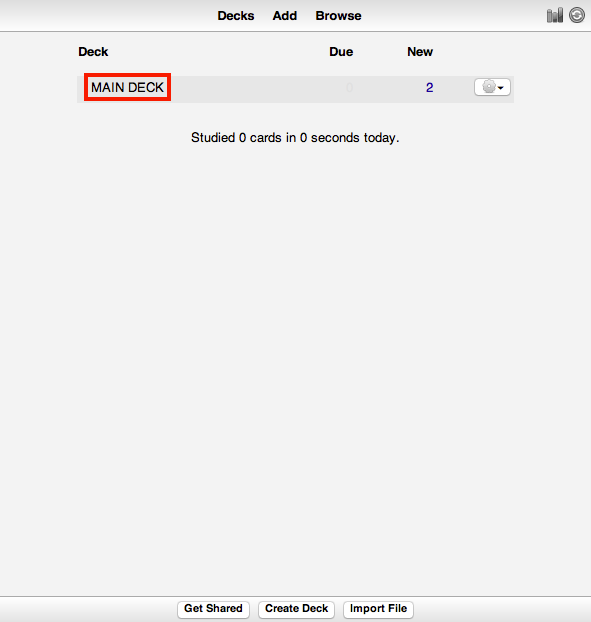 Decks Add Browse
Deck Due New
MAIN DECK 0 2
Studied 0 cards in 0 seconds today.
Get Shared Create Deck Import File